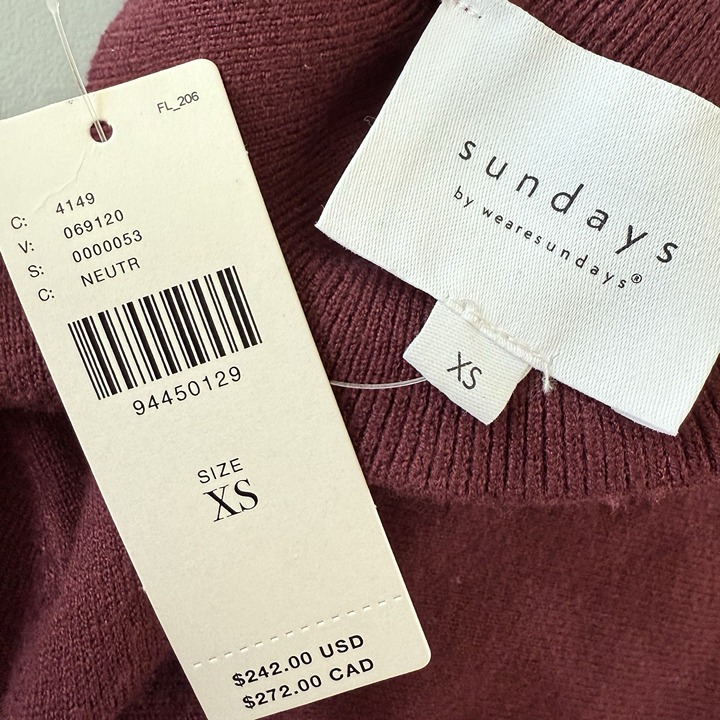 FL_206
C: 4149
V: 069120
S: 0000053
C: NEUTR
94450129
SIZE
XS
$242.00 USD
$272.00 CAD
sundays
by wearesundays®
XS